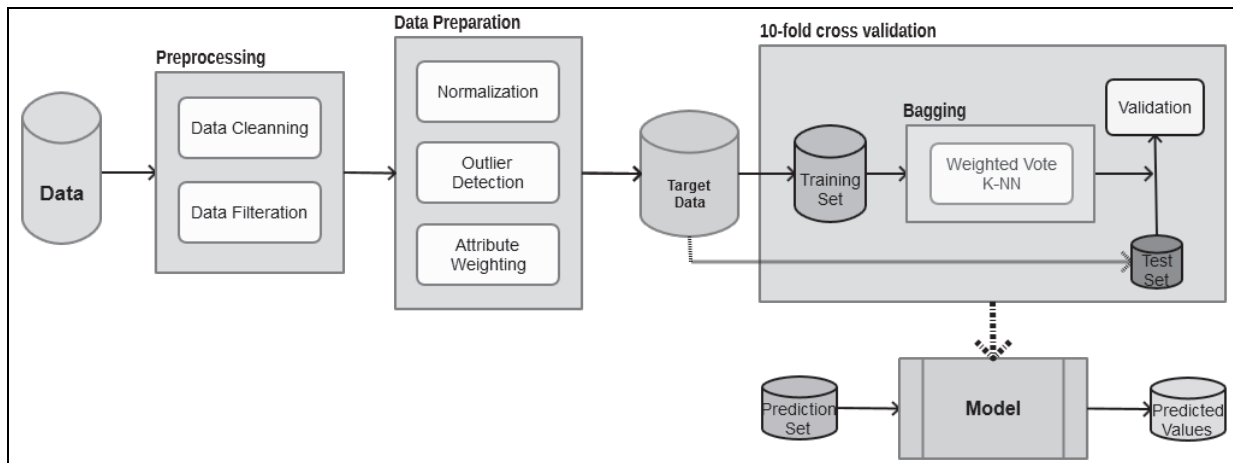 Data
Preprocessing
Data Cleanning
Data Filteration
Data Preparation
Normalization
Outlier
Detection
Attribute
Weighting
Target
Data
10-fold cross validation
Training
Set
Bagging
Weighted Vote
K-NN
Validation
Test
Set
Prediction
Set
Model
Predicted
Values